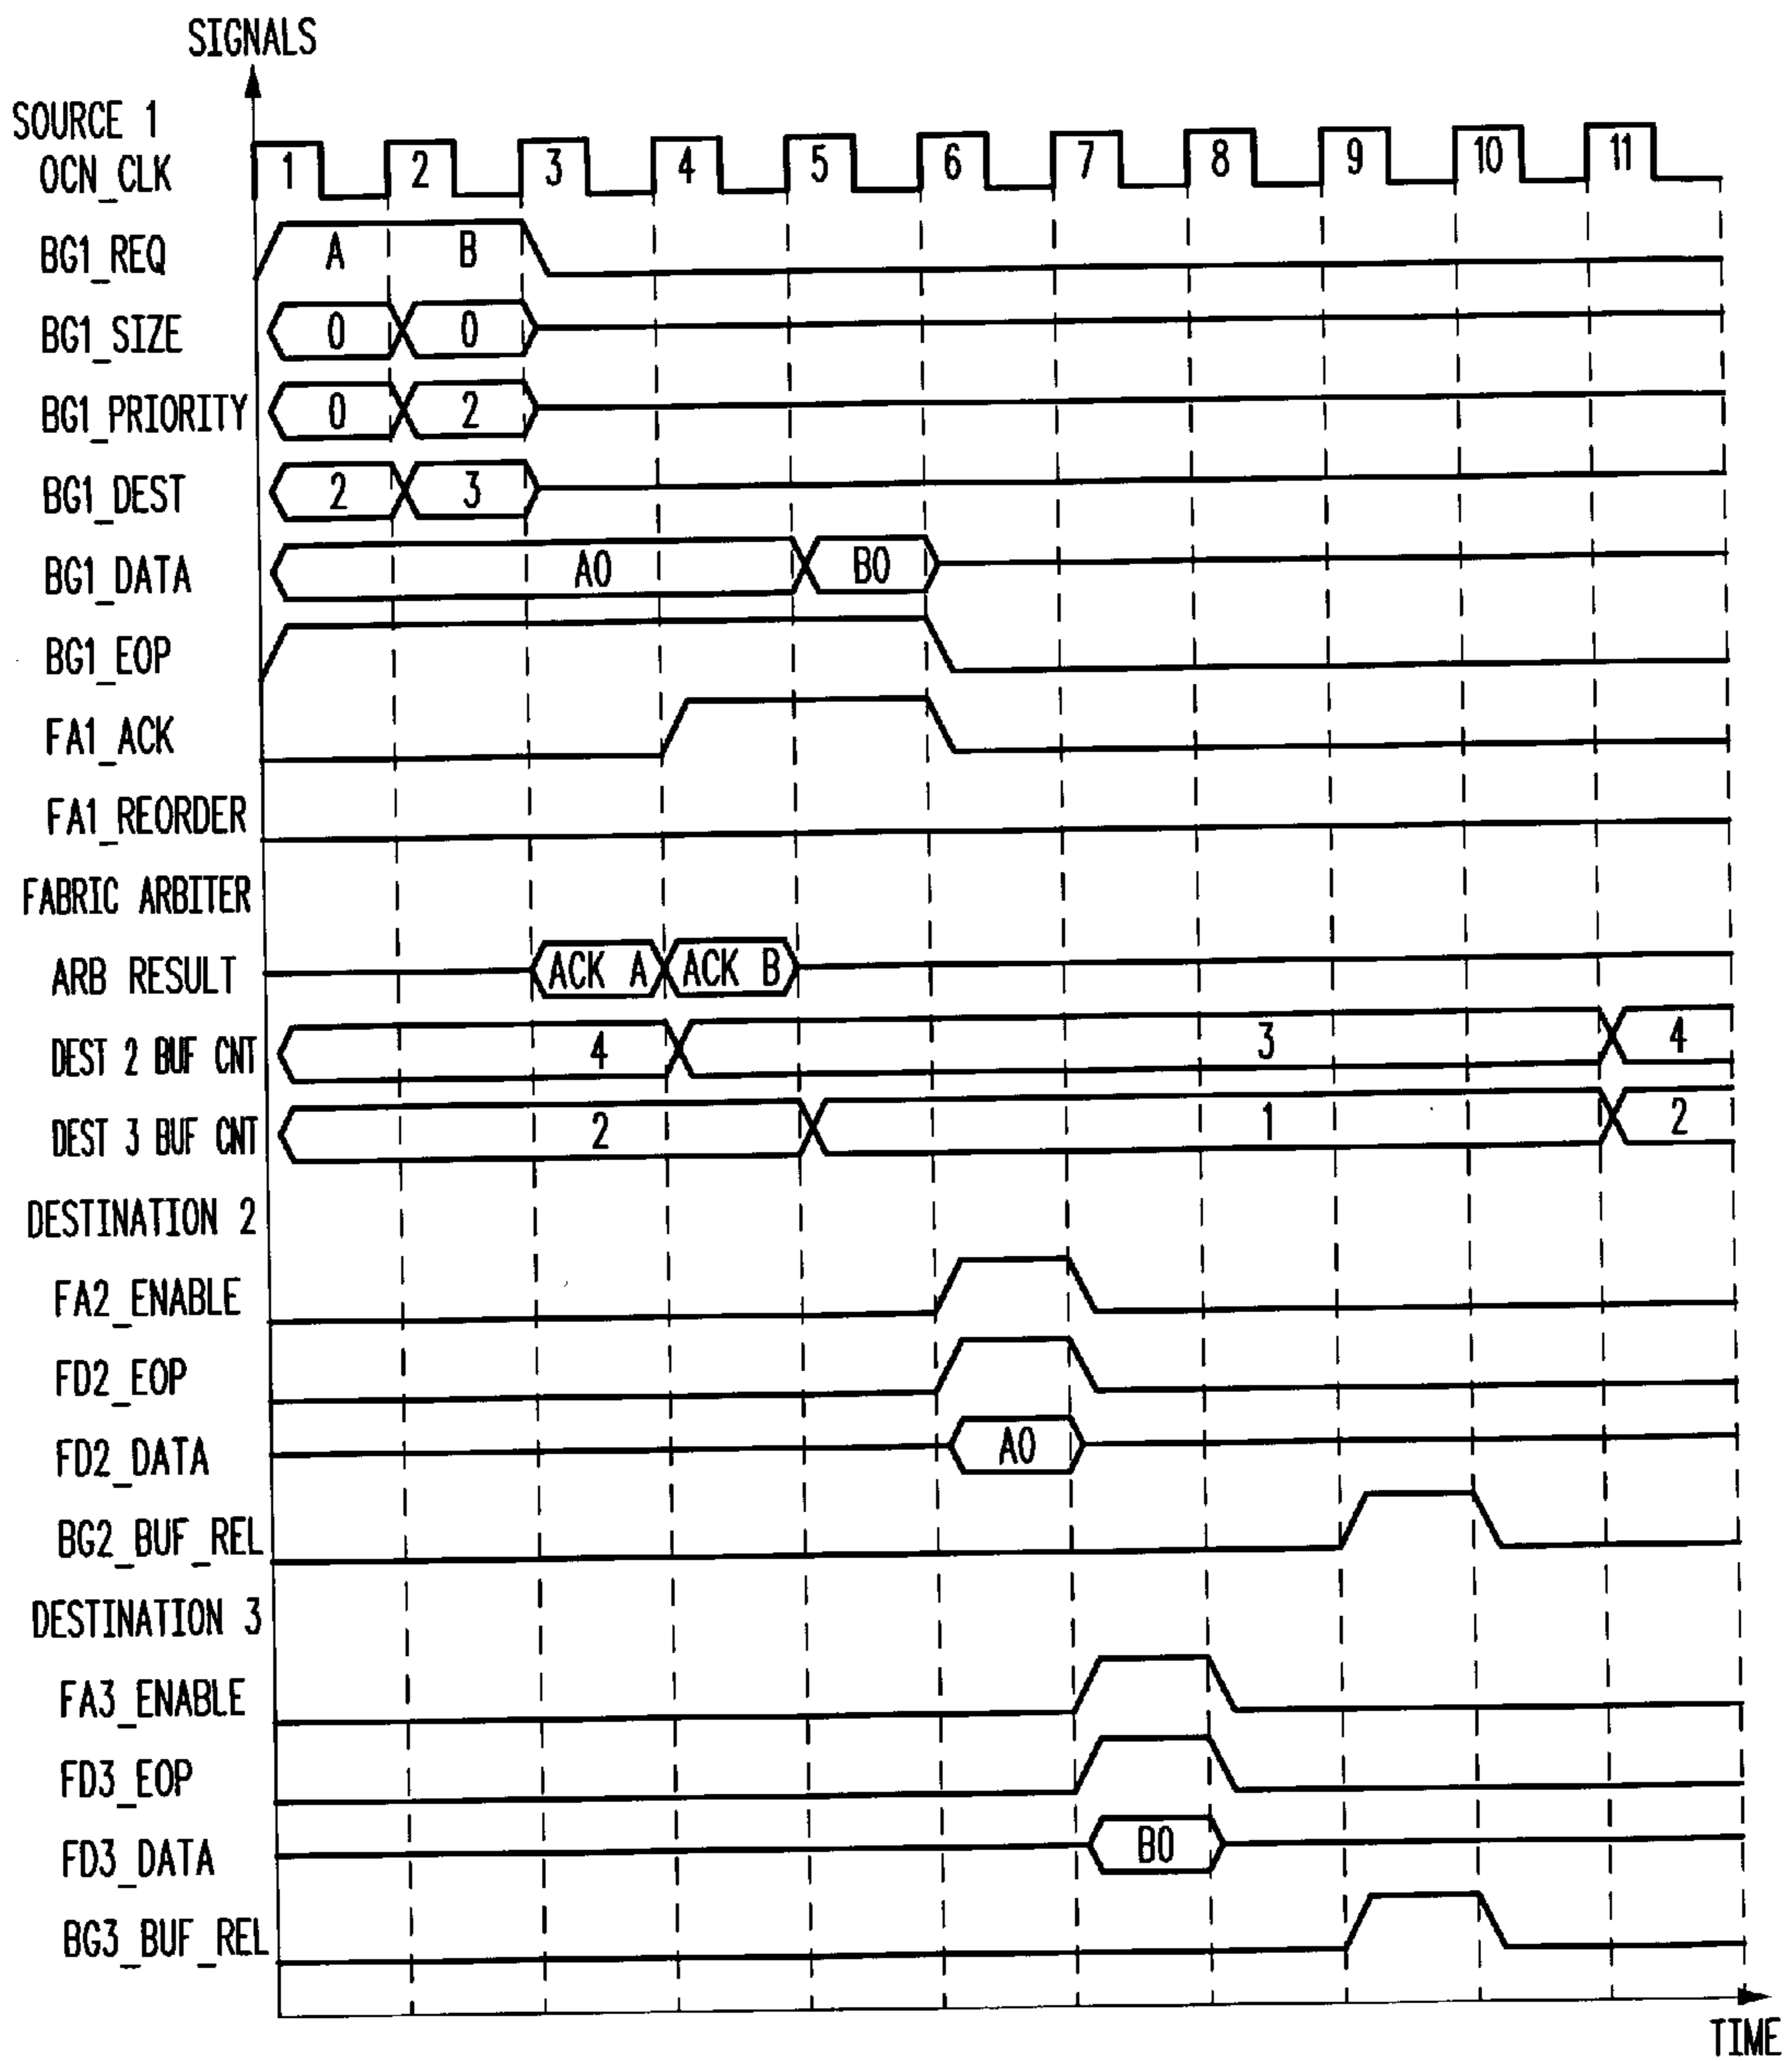 SIGNALS
SOURCE 1
OCN_CLK 1 2 3 4 5 6 7 8 9 10 11
BG1_REQ A B
BG1_SIZE 0 0
BG1_PRIORITY 0 2
BG1_DEST 2 3
BG1_DATA A0 B0
BG1_EOP
FA1_ACK
FA1_REORDER
FABRIC ARBITER
ARB RESULT ACK A ACK B
DEST 2 BUF CNT 4 3 4
DEST 3 BUF CNT 2 1 2
DESTINATION 2
FA2_ENABLE
FD2_EOP
FD2_DATA A0
BG2_BUF_REL
DESTINATION 3
FA3_ENABLE
FD3_EOP
FD3_DATA B0
BG3_BUF_REL
TIME